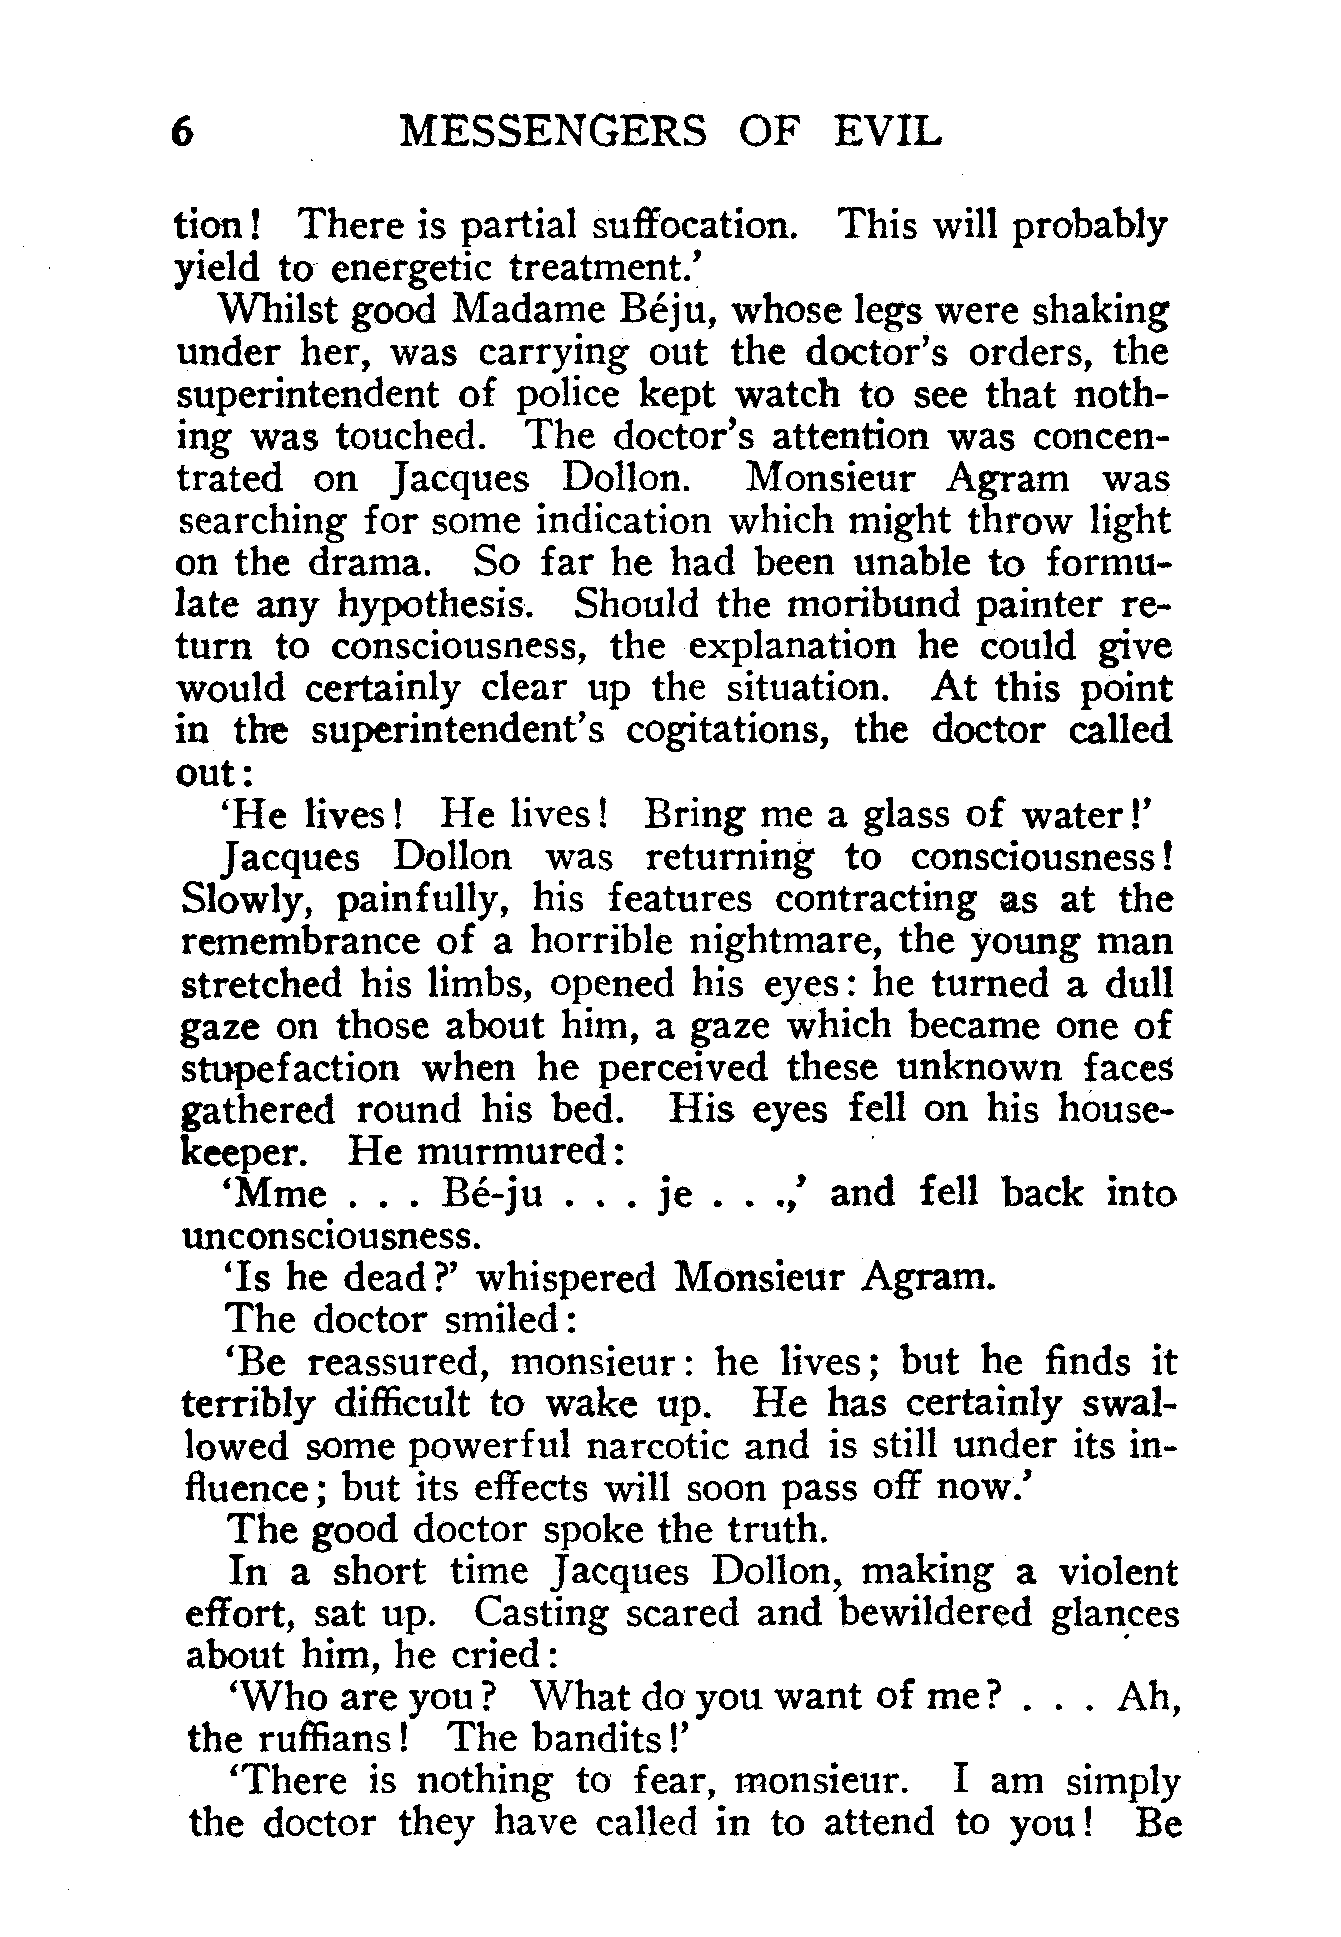 6 MESSENGERS OF EVIL
tion! There is partial suffocation. This will probably
yield to energetic treatment.’
Whilst good Madame Béju, whose legs were shaking
under her, was carrying out the doctor’s orders, the
superintendent of police kept watch to see that noth-
ing was touched. The doctor’s attention was concen-
trated on Jacques Dollon. Monsieur Agram was
searching for some indication which might throw light
on the drama. So far he had been unable to formu-
late any hypothesis. Should the moribund painter re-
turn to consciousness, the explanation he could give
would certainly clear up the situation. At this point
in the superintendent’s cogitations, the doctor called
out:
‘He lives! He lives! Bring me a glass of water!’
Jacques Dollon was returning to consciousness!
Slowly, painfully, his features contracting as at the
remembrance of a horrible nightmare, the young man
stretched his limbs, opened his eyes: he turned a dull
gaze on those about him, a gaze which became one of
stupefaction when he perceived these unknown faces
gathered round his bed. His eyes fell on his house-
keeper. He murmured:
‘Mme . . . Bé-ju . . . je . . .,’ and fell back into
unconsciousness.
‘Is he dead?’ whispered Monsieur Agram.
The doctor smiled:
‘Be reassured, monsieur: he lives; but he finds it
terribly difficult to wake up. He has certainly swal-
lowed some powerful narcotic and is still under its in-
fluence; but its effects will soon pass off now.’
The good doctor spoke the truth.
In a short time Jacques Dollon, making a violent
effort, sat up. Casting scared and bewildered glances
about him, he cried:
‘Who are you? What do you want of me? . . . Ah,
the ruffians! The bandits!’
‘There is nothing to fear, monsieur. I am simply
the doctor they have called in to attend to you! Be